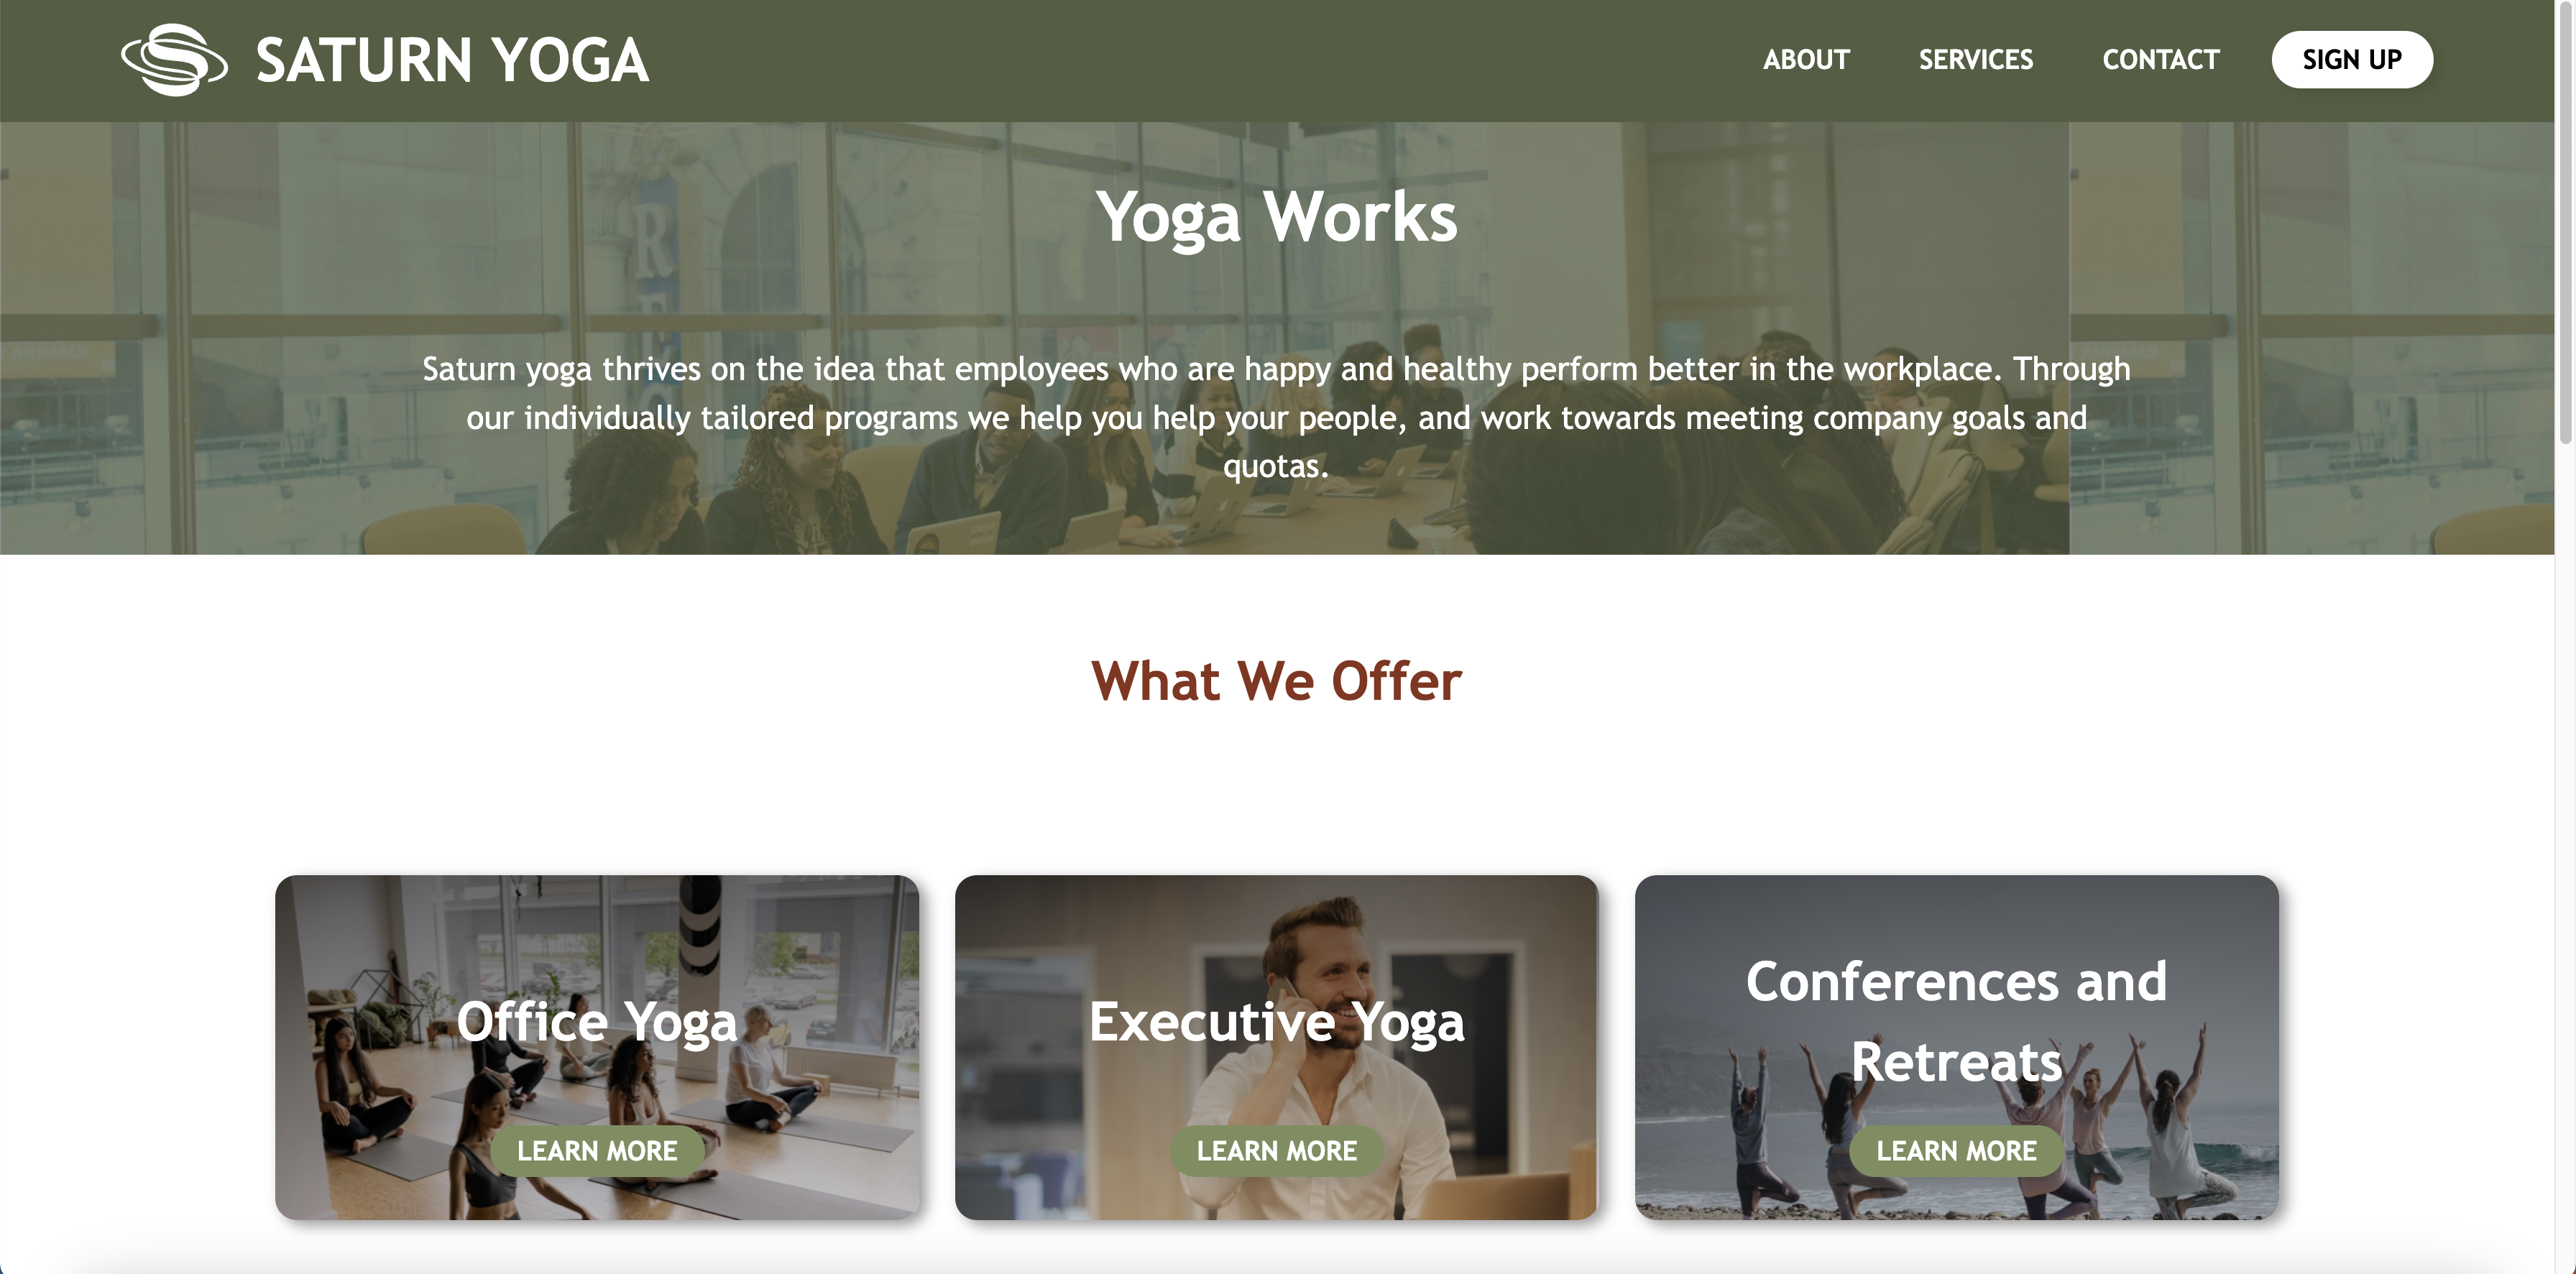 SATURN YOGA
ABOUT SERVICES CONTACT SIGN UP
Yoga Works
Saturn yoga thrives on the idea that employees who are happy and healthy perform better in the workplace. Through
our individually tailored programs we help you help your people, and work towards meeting company goals and
quotas.
What We Offer
Office Yoga
LEARN MORE
Executive Yoga
LEARN MORE
Conferences and
Retreats
LEARN MORE